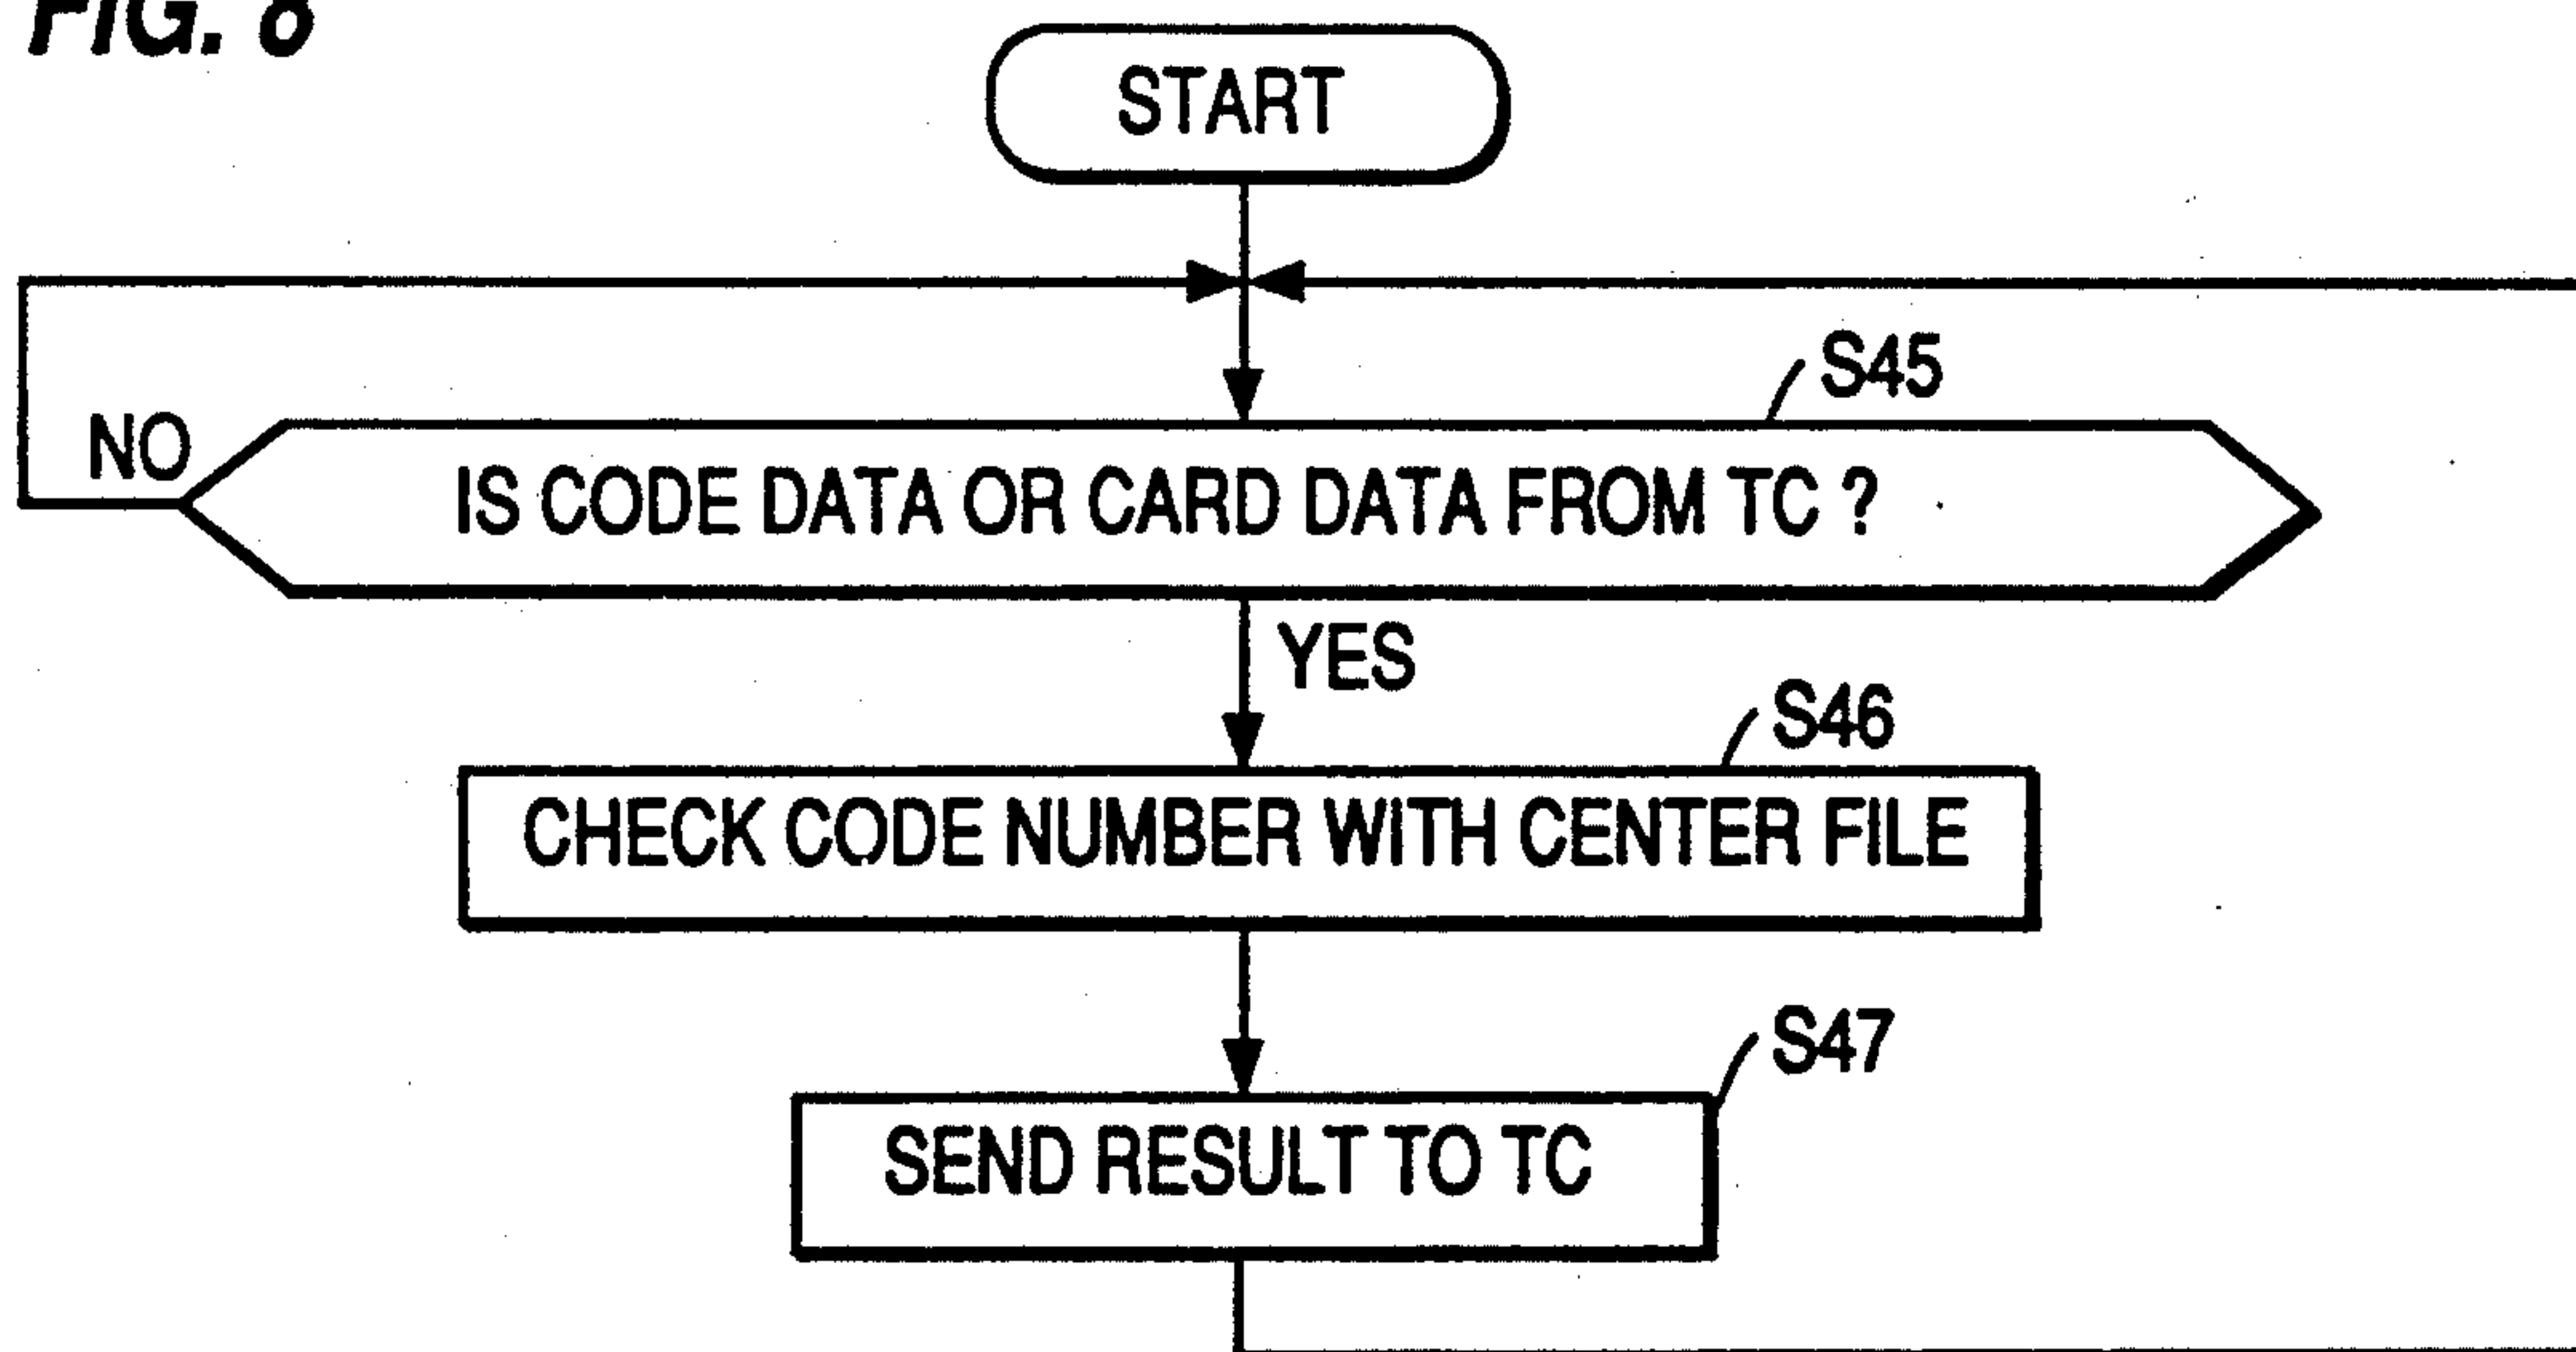 FIG. 8
START
S45
NO
IS CODE DATA OR CARD DATA FROM TC ?
YES
S46
CHECK CODE NUMBER WITH CENTER FILE
S47
SEND RESULT TO TC